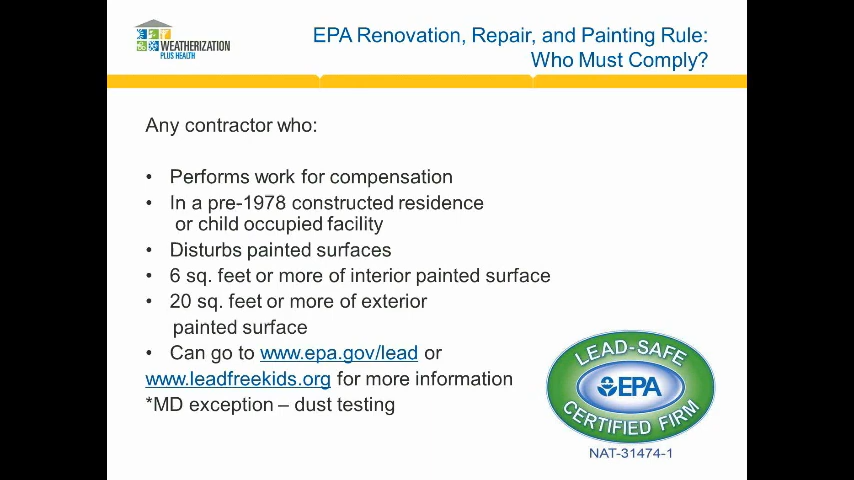 WEATHERIZATION
PLUS HEALTH
EPA Renovation, Repair, and Painting Rule:
Who Must Comply?
Any contractor who:
• Performs work for compensation
• In a pre-1978 constructed residence
or child occupied facility
• Disturbs painted surfaces
• 6 sq. feet or more of interior painted surface
• 20 sq. feet or more of exterior
painted surface
• Can go to www.epa.gov/lead or
www.leadfreekids.org for more information
*MD exception – dust testing
LEAD-SAFE
EPA
CERTIFIED FIRM
NAT-31474-1